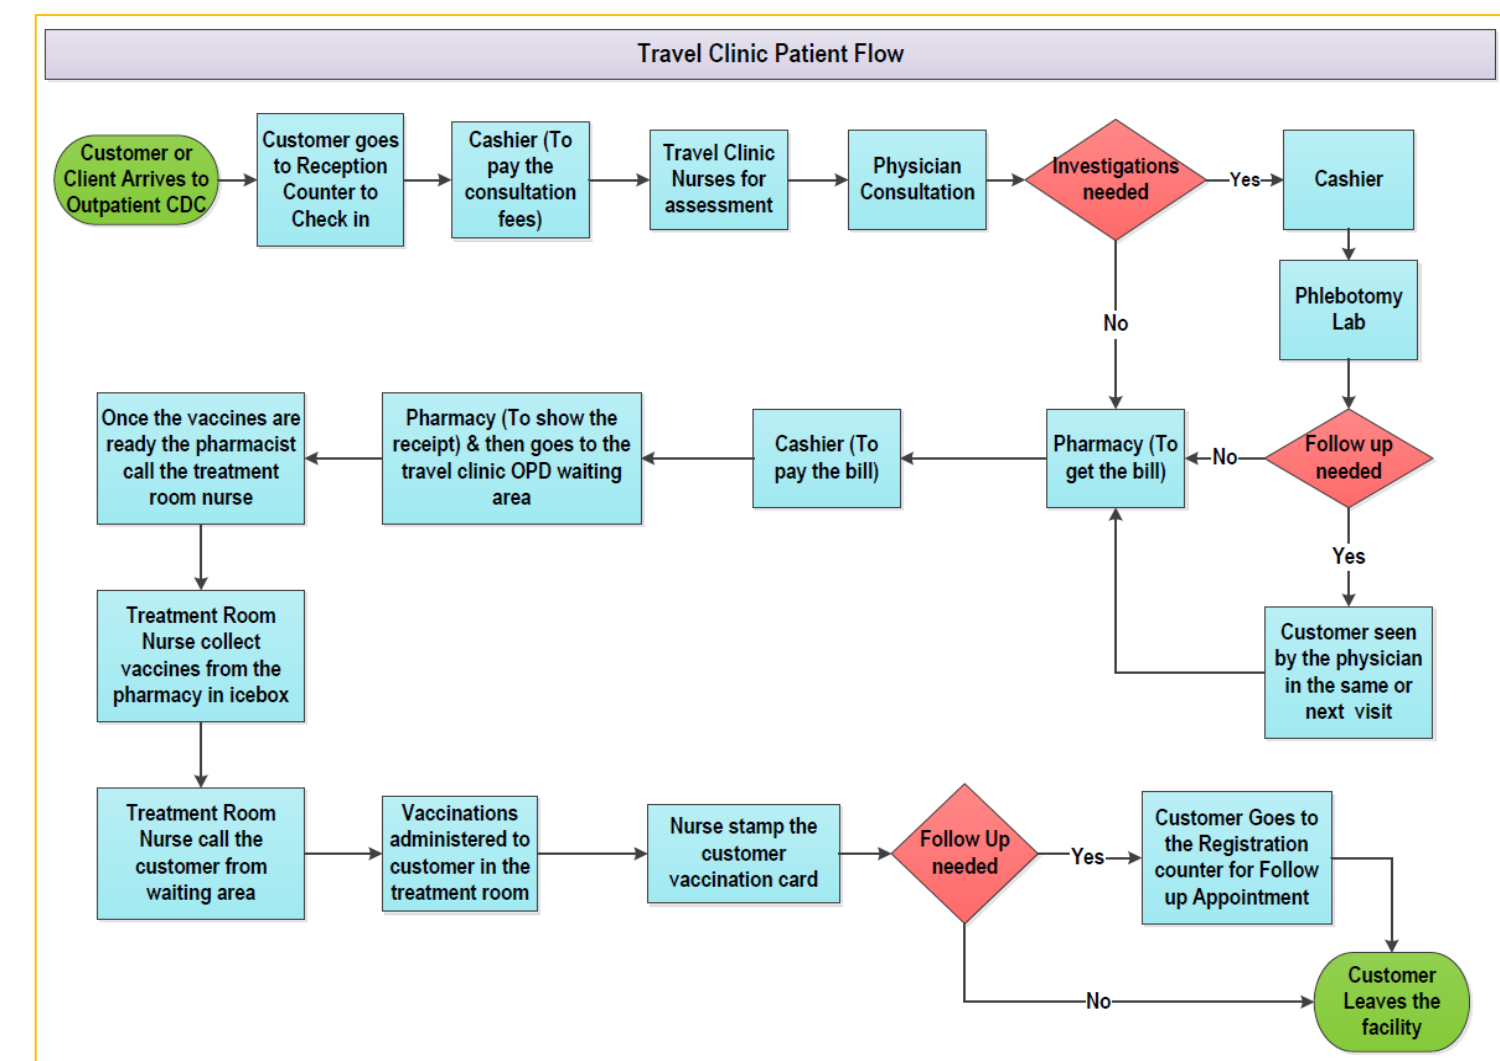 Travel Clinic Patient Flow
Customer or
Client Arrives to
Outpatient CDC
Customer goes
to Reception
Counter to
Check in
Cashier (To
pay the
consultation
fees)
Travel Clinic
Nurses for
assessment
Physician
Consultation
Investigations
needed
Yes
Cashier
No
Phlebotomy
Lab
Follow up
needed
No
Yes
Customer seen
by the physician
in the same or
next visit
Pharmacy (To
get the bill)
Cashier (To
pay the bill)
Pharmacy (To show the
receipt) & then goes to the
travel clinic OPD waiting
area
Once the vaccines are
ready the pharmacist
call the treatment
room nurse
Treatment Room
Nurse collect
vaccines from the
pharmacy in icebox
Treatment Room
Nurse call the
customer from
waiting area
Vaccinations
administered to
customer in the
treatment room
Nurse stamp the
customer
vaccination card
Follow Up
needed
Yes
Customer Goes to
the Registration
counter for Follow
up Appointment
No
Customer
Leaves the
facility